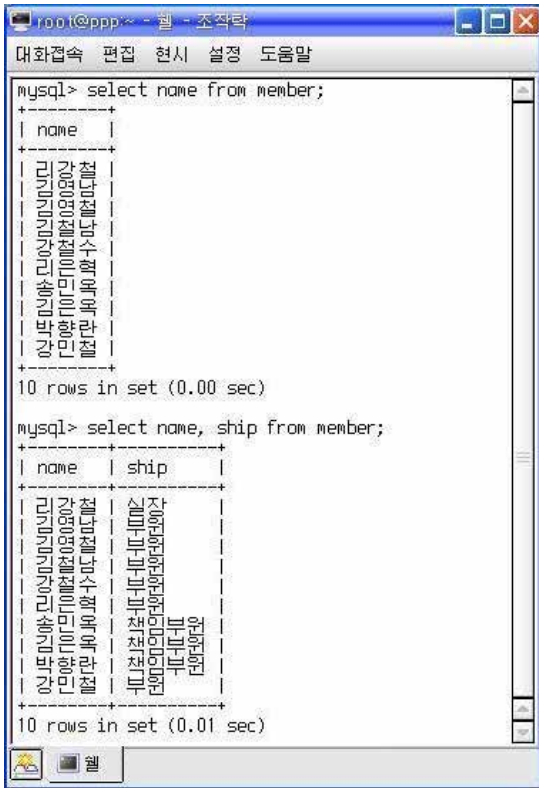 root@ppp:~ - 웰 - 조작탁
대화접속 편집 현시 설정 도움말
mysql> select name from member;
+--------+
| name   |
+--------+
| 리강철 |
| 김영남 |
| 김영철 |
| 김철남 |
| 강철수 |
| 리은혁 |
| 송민옥 |
| 김은옥 |
| 박향란 |
| 강민철 |
+--------+
10 rows in set (0.00 sec)
mysql> select name, ship from member;
+--------+----------+
| name   | ship     |
+--------+----------+
| 리강철 | 실장     |
| 김영남 | 부원     |
| 김영철 | 부원     |
| 김철남 | 부원     |
| 강철수 | 부원     |
| 리은혁 | 부원     |
| 송민옥 | 책임부원 |
| 김은옥 | 책임부원 |
| 박향란 | 책임부원 |
| 강민철 | 부원     |
+--------+----------+
10 rows in set (0.01 sec)
웰